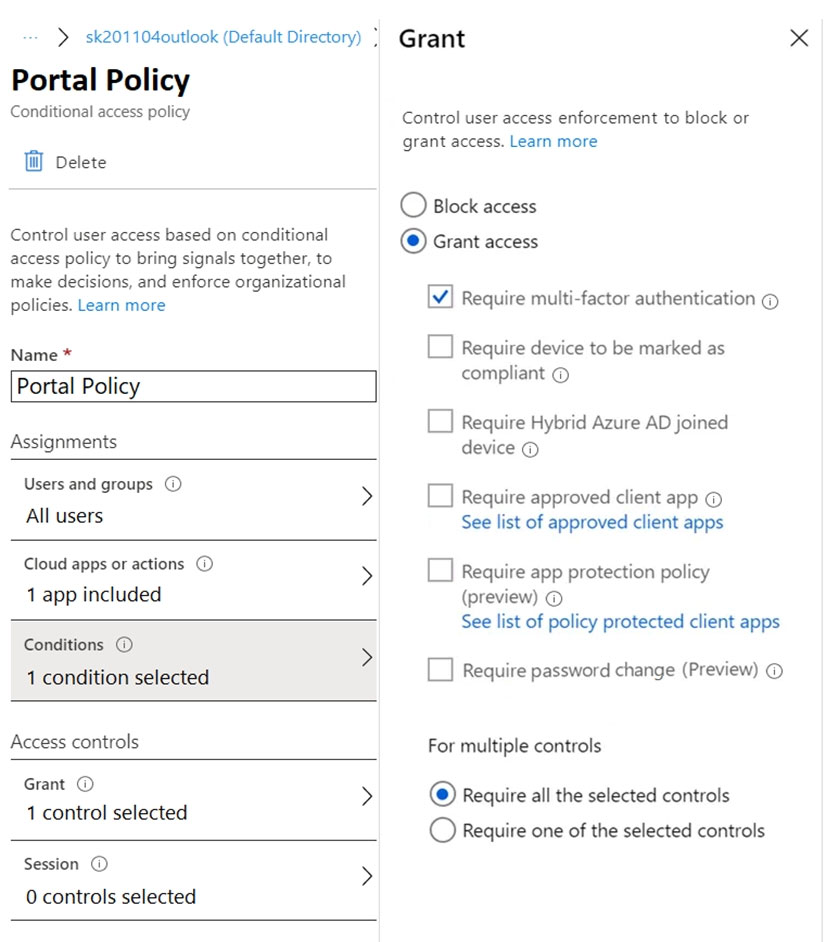 ... > sk201104outlook (Default Directory) >
Portal Policy
Conditional access policy
Delete
Control user access based on conditional
access policy to bring signals together, to
make decisions, and enforce organizational
policies. Learn more
Name *
Portal Policy
Assignments
Users and groups
All users
Cloud apps or actions
1 app included
Conditions
1 condition selected
Access controls
Grant
1 control selected
Session
0 controls selected
Grant
Control user access enforcement to block or
grant access. Learn more
Block access
Grant access
Require multi-factor authentication
Require device to be marked as
compliant
Require Hybrid Azure AD joined
device
Require approved client app
See list of approved client apps
Require app protection policy
(preview)
See list of policy protected client apps
Require password change (Preview)
For multiple controls
Require all the selected controls
Require one of the selected controls